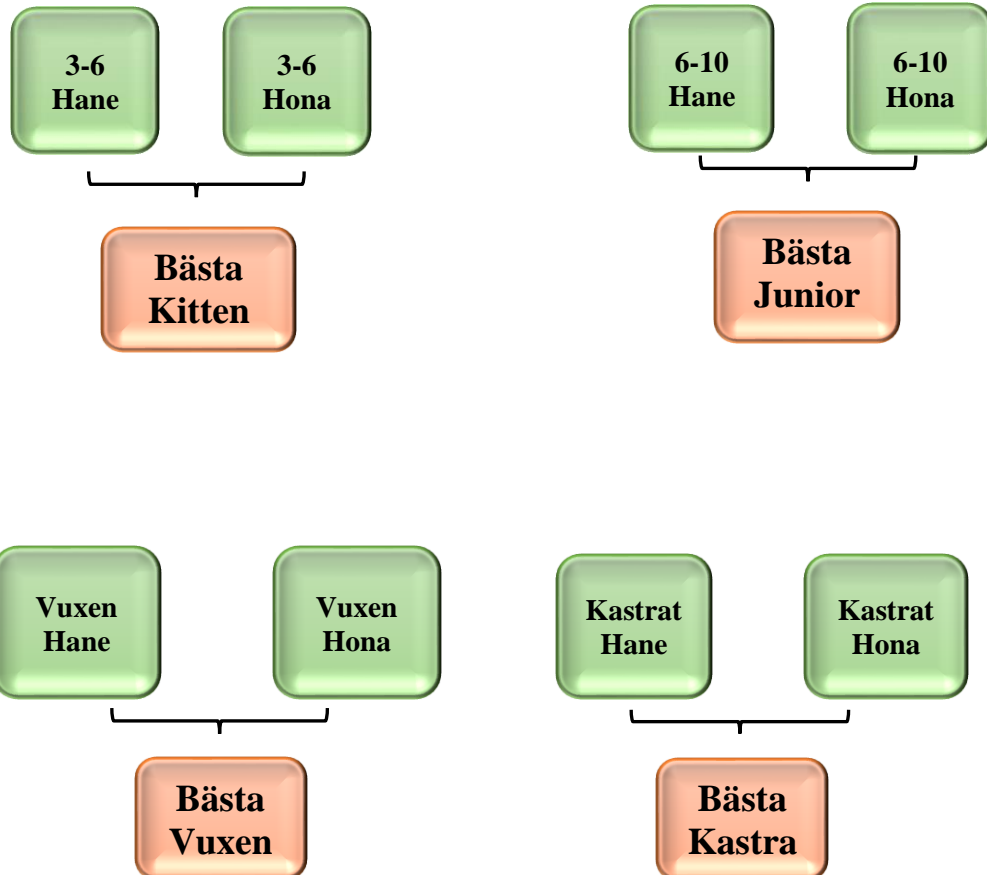 3-6
Hane
3-6
Hona
6-10
Hane
6-10
Hona
Bästa
Kitten
Bästa
Junior
Vuxen
Hane
Vuxen
Hona
Kastrat
Hane
Kastrat
Hona
Bästa
Vuxen
Bästa
Kastra